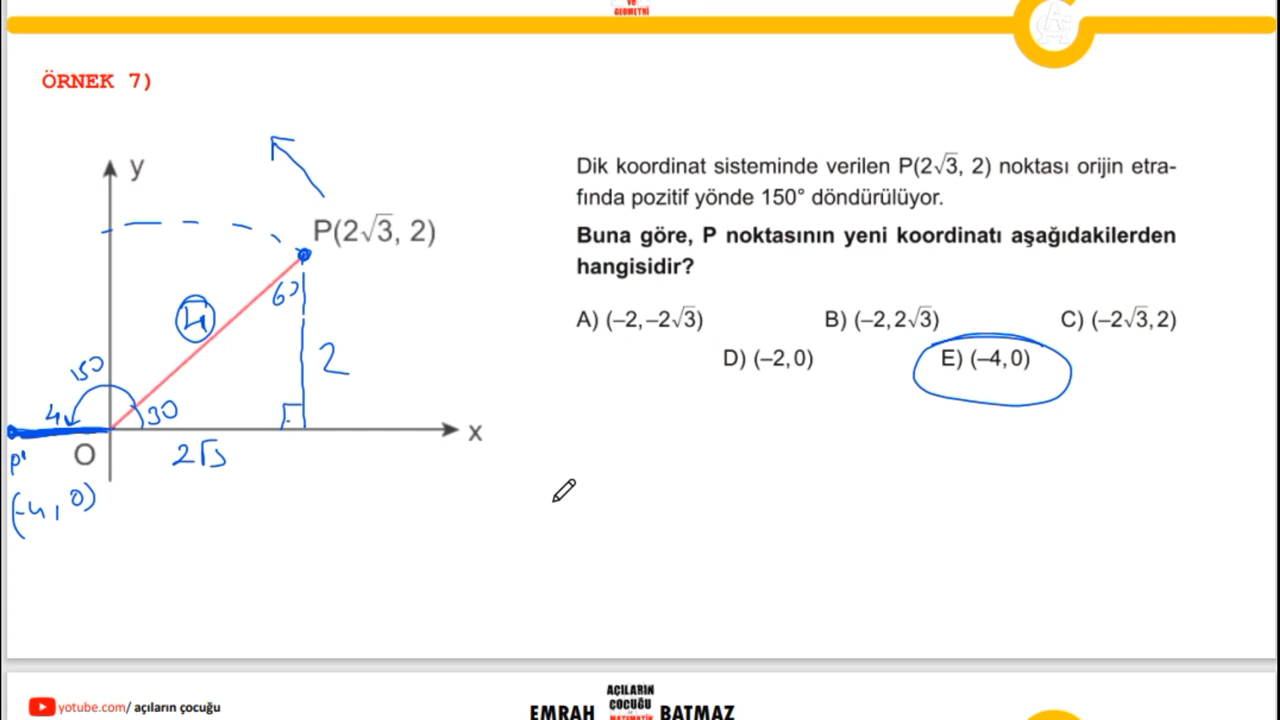 VE
GEOMETRİ
ÖRNEK 7)
y
P(2√3, 2)
60
4
2
150
4
30
x
O
2√3
P'
(-4, 0)
Dik koordinat sisteminde verilen P(2√3, 2) noktası orijin etra-
fında pozitif yönde 150° döndürülüyor.
Buna göre, P noktasının yeni koordinatı aşağıdakilerden
hangisidir?
A) (–2,–2√3) B) (–2,2√3) C) (–2√3,2)
D) (–2,0) E) (–4,0)
yotube.com/ açıların çocuğu
AÇILARIN
ÇOCUĞU
MATEMATİK
EMRAH BATMAZ